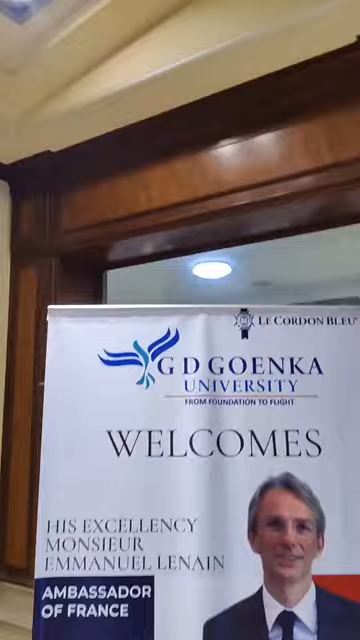 LE CORDON BLEU
G D GOENKA
UNIVERSITY
FROM FOUNDATION TO FLIGHT
WELCOMES
HIS EXCELLENCY
MONSIEUR
EMMANUEL LENAIN
AMBASSADOR
OF FRANCE